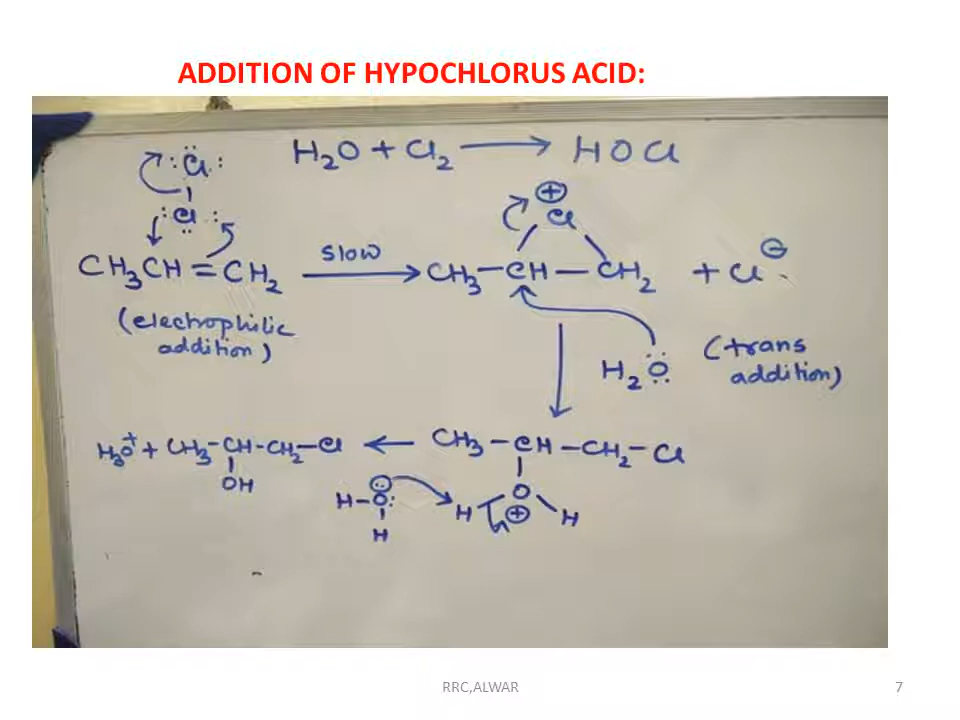 ADDITION OF HYPOCHLORUS ACID:
H₂O + Cl₂ ⟶ HOCl
:Cl:
:Cl:
CH₃CH=CH₂ slow ⟶ CH₃-CH-CH₂ + Cl⊖
⊕
Cl
(electrophilic
addition)
H₂O
(trans
addition)
H₃O⁺ + CH₃-CH-CH₂-Cl ← CH₃-CH-CH₂-Cl
OH
O
⊕
H H
H-O:
H
RRC,ALWAR
7